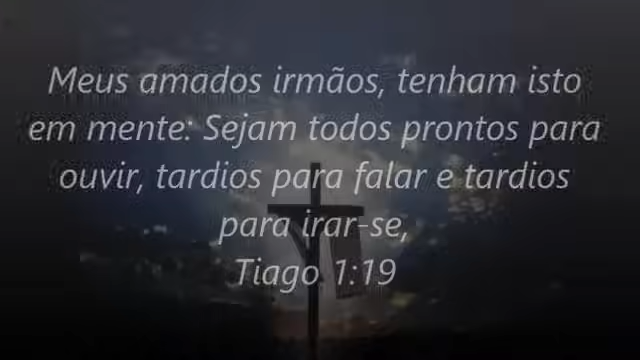 Meus amados irmãos, tenham isto
em mente: Sejam todos prontos para
ouvir, tardios para falar e tardios
para irar-se,
Tiago 1:19